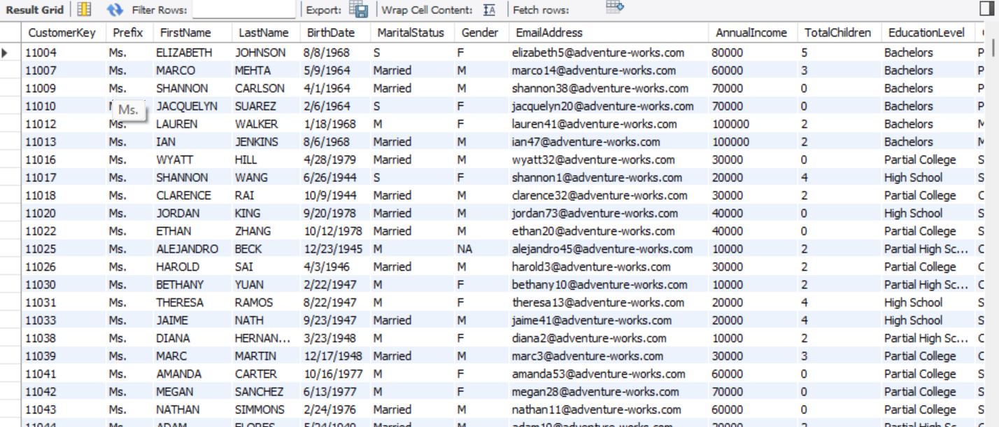 Result Grid Filter Rows: Export: Wrap Cell Content: Fetch rows:
CustomerKey Prefix FirstName LastName BirthDate MaritalStatus Gender EmailAddress AnnualIncome TotalChildren EducationLevel
11004 Ms. ELIZABETH JOHNSON 8/8/1968 S F elizabeth5@adventure-works.com 80000 5 Bachelors P
11007 Ms. MARCO MEHTA 5/9/1964 Married M marco14@adventure-works.com 60000 3 Bachelors P
11009 Ms. SHANNON CARLSON 4/1/1964 Married M shannon38@adventure-works.com 70000 0 Bachelors P
11010 Ms. JACQUELYN SUAREZ 2/6/1964 S F jacquelyn20@adventure-works.com 70000 0 Bachelors P
11012 Ms. LAUREN WALKER 1/18/1968 M F lauren41@adventure-works.com 100000 2 Bachelors M
11013 Ms. IAN JENKINS 8/6/1968 Married M ian47@adventure-works.com 100000 2 Bachelors M
11016 Ms. WYATT HILL 4/28/1979 Married M wyatt32@adventure-works.com 30000 0 Partial College S
11017 Ms. SHANNON WANG 6/26/1944 S F shannon1@adventure-works.com 20000 4 High School S
11018 Ms. CLARENCE RAI 10/9/1944 Married M clarence32@adventure-works.com 30000 2 Partial College C
11020 Ms. JORDAN KING 9/20/1978 Married M jordan73@adventure-works.com 40000 0 High School S
11022 Ms. ETHAN ZHANG 10/12/1978 Married M ethan20@adventure-works.com 40000 0 Partial College S
11025 Ms. ALEJANDRO BECK 12/23/1945 M NA alejandro45@adventure-works.com 10000 2 Partial High Sc... C
11026 Ms. HAROLD SAI 4/3/1946 Married M harold3@adventure-works.com 30000 2 Partial College C
11030 Ms. BETHANY YUAN 2/22/1947 M F bethany10@adventure-works.com 10000 2 Partial High Sc... C
11031 Ms. THERESA RAMOS 8/22/1947 M F theresa13@adventure-works.com 20000 4 High School S
11033 Ms. JAIME NATH 9/23/1947 Married M jaime41@adventure-works.com 20000 4 High School S
11038 Ms. DIANA HERNAN... 3/23/1948 M F diana2@adventure-works.com 10000 2 Partial High Sc... C
11039 Ms. MARC MARTIN 12/17/1948 Married M marc3@adventure-works.com 30000 3 Partial College C
11041 Ms. AMANDA CARTER 10/16/1977 M F amanda53@adventure-works.com 60000 0 Partial College S
11042 Ms. MEGAN SANCHEZ 6/13/1977 M F megan28@adventure-works.com 70000 0 Partial College S
11043 Ms. NATHAN SIMMONS 2/24/1976 Married M nathan11@adventure-works.com 60000 0 Partial College S
11044 Ms. ADAM FLORES Married M